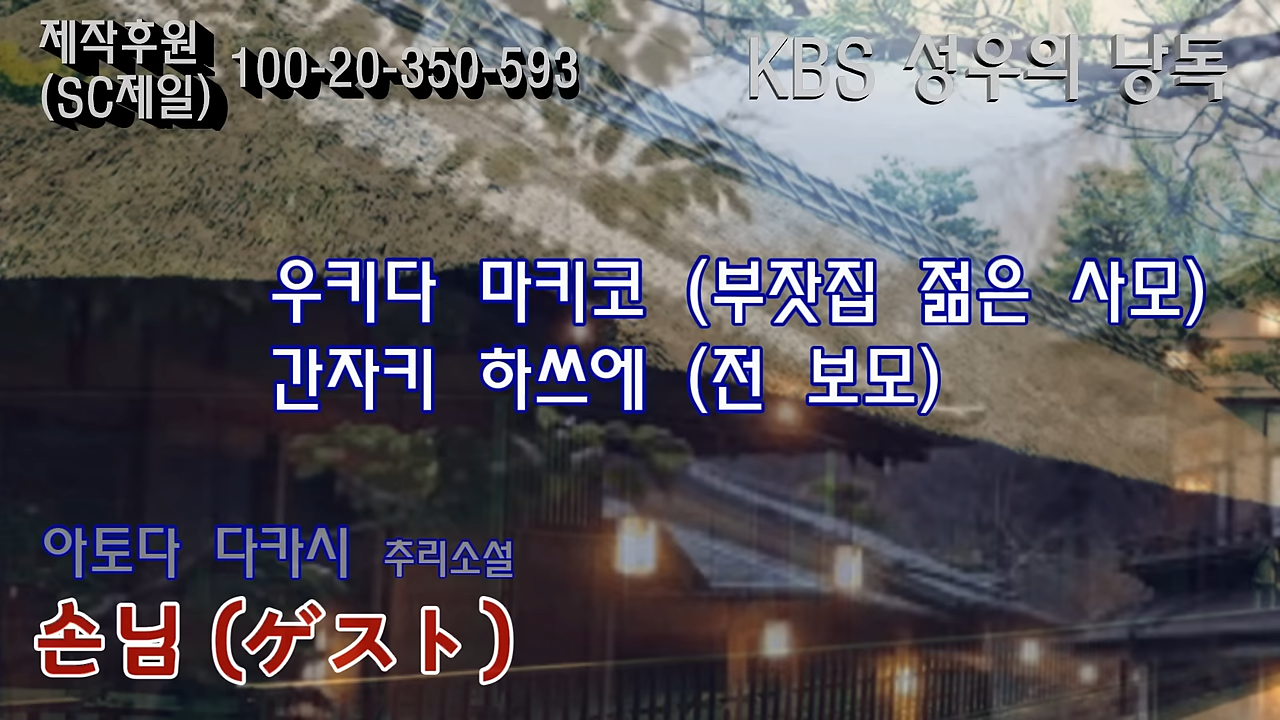 제작후원
(SC제일)
100-20-350-593
KBS 성우의 낭독
우키다 마키코 (부잣집 젊은 사모)
간자키 하쓰에 (전 보모)
아토다 다카시 추리소설
손님 (ゲスト)